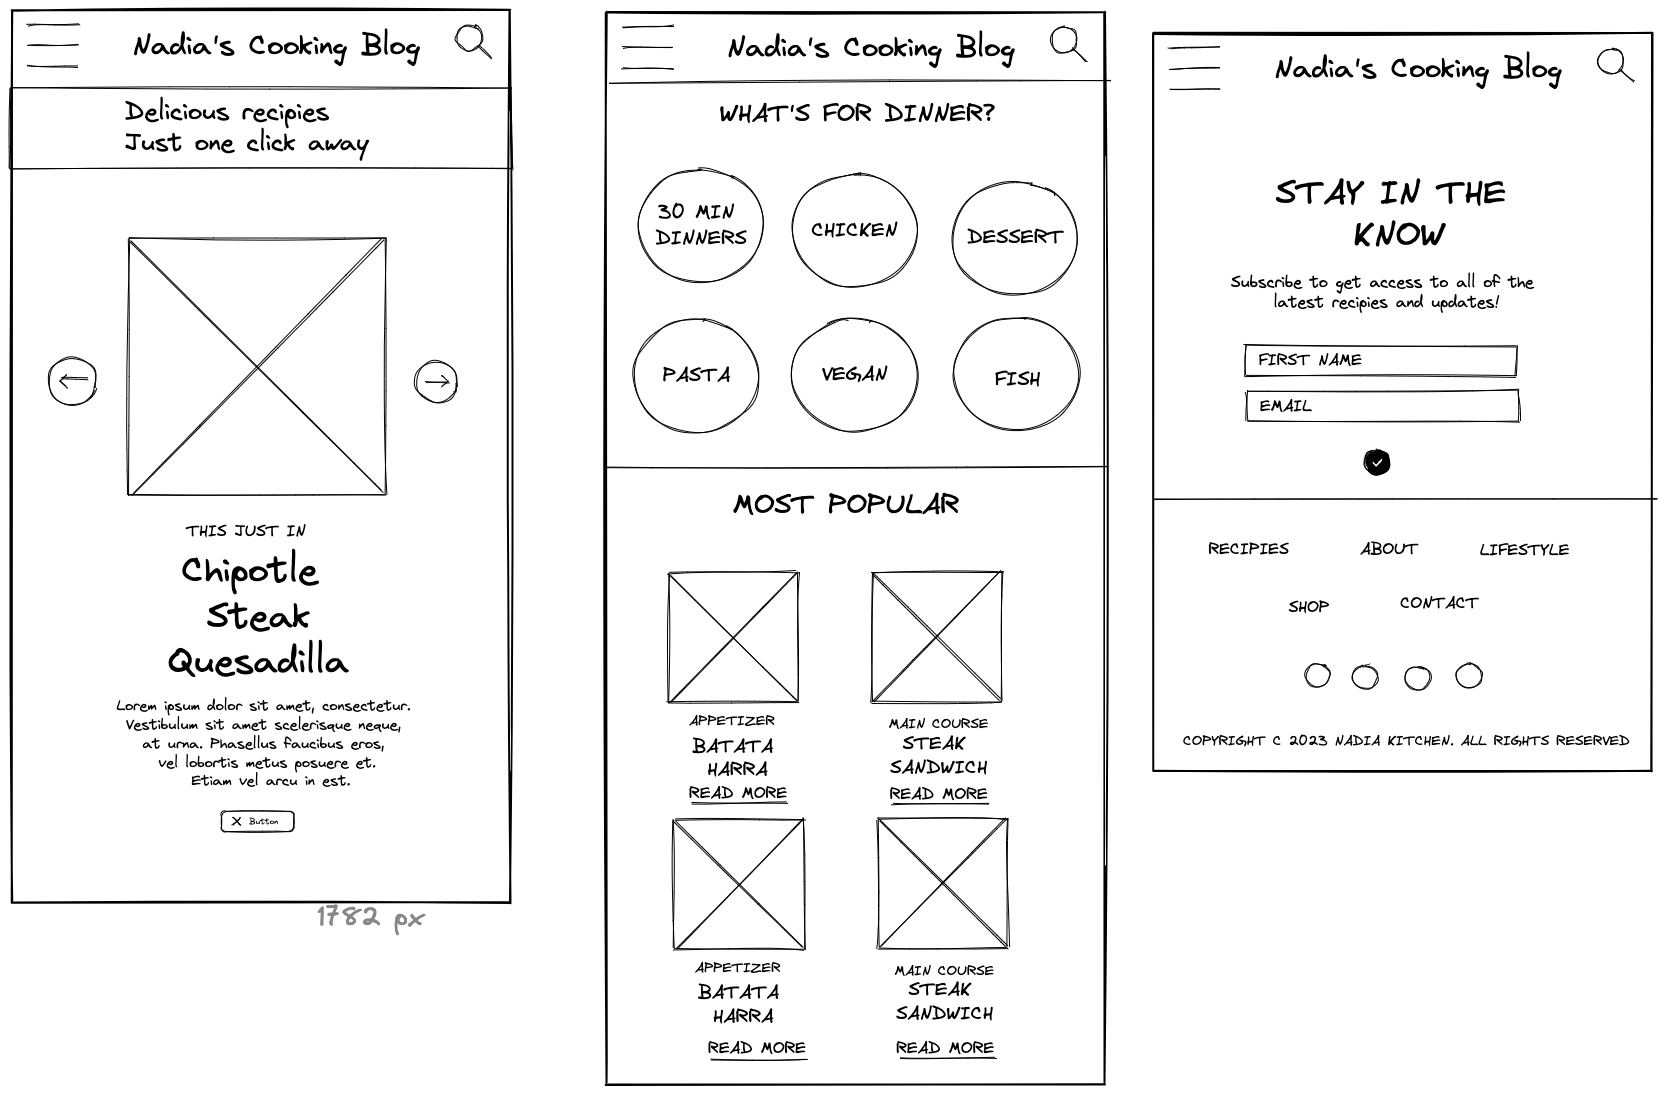 Nadia's Cooking Blog
Delicious recipies
Just one click away
THIS JUST IN
Chipotle
Steak
Quesadilla
Lorem ipsum dolor sit amet, consectetur.
Vestibulum sit amet scelerisque neque,
at urna. Phasellus faucibus eros,
vel lobortis metus posuere et.
Etiam vel arcu in est.
Button
1782 px
Nadia's Cooking Blog
WHAT'S FOR DINNER?
30 MIN
DINNERS
CHICKEN
DESSERT
PASTA
VEGAN
FISH
MOST POPULAR
APPETIZER
BATATA
HARRA
READ MORE
MAIN COURSE
STEAK
SANDWICH
READ MORE
APPETIZER
BATATA
HARRA
READ MORE
MAIN COURSE
STEAK
SANDWICH
READ MORE
Nadia's Cooking Blog
STAY IN THE
KNOW
Subscribe to get access to all of the
latest recipies and updates!
FIRST NAME
EMAIL
RECIPIES
ABOUT
LIFESTYLE
SHOP
CONTACT
COPYRIGHT C 2023 NADIA KITCHEN. ALL RIGHTS RESERVED